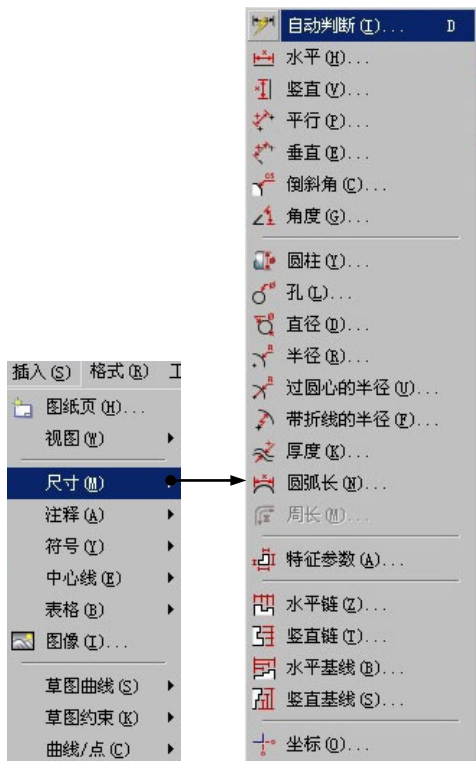 插入(S) 格式(R) 工
图纸页(H)...
视图(W)
尺寸(M)
注释(A)
符号(Y)
中心线(E)
表格(B)
图像(I)...
草图曲线(S)
草图约束(K)
曲线/点(C)
自动判断(I)... D
水平(H)...
竖直(V)...
平行(P)...
垂直(E)...
倒斜角(C)...
角度(G)...
圆柱(Y)...
孔(L)...
直径(D)...
半径(R)...
过圆心的半径(U)...
带折线的半径(F)...
厚度(K)...
圆弧长(N)...
周长(M)...
特征参数(A)...
水平链(Z)...
竖直链(T)...
水平基线(B)...
竖直基线(S)...
坐标(O)...